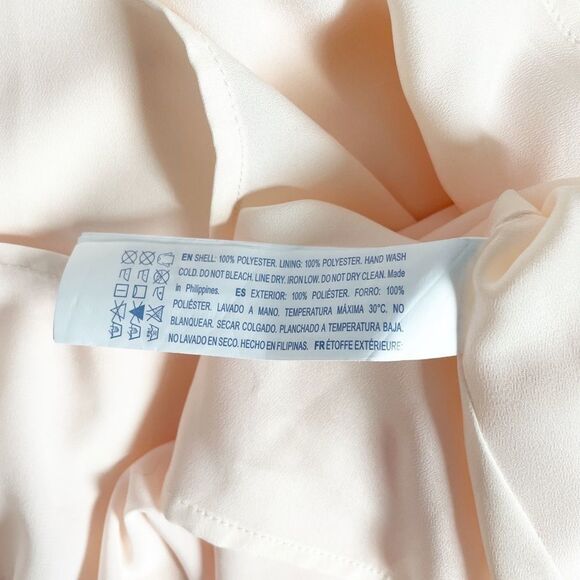 EN SHELL: 100% POLYESTER. LINING: 100% POLYESTER. HAND WASH
COLD. DO NOT BLEACH. LINE DRY. IRON LOW. DO NOT DRY CLEAN. Made
in Philippines. ES EXTERIOR: 100% POLIÉSTER. FORRO: 100%
POLIÉSTER. LAVADO A MANO. TEMPERATURA MÁXIMA 30°C. NO
BLANQUEAR. SECAR COLGADO. PLANCHADO A TEMPERATURA BAJA.
NO LAVADO EN SECO. HECHO EN FILIPINAS. FR ÉTOFFE EXTÉRIEURE: